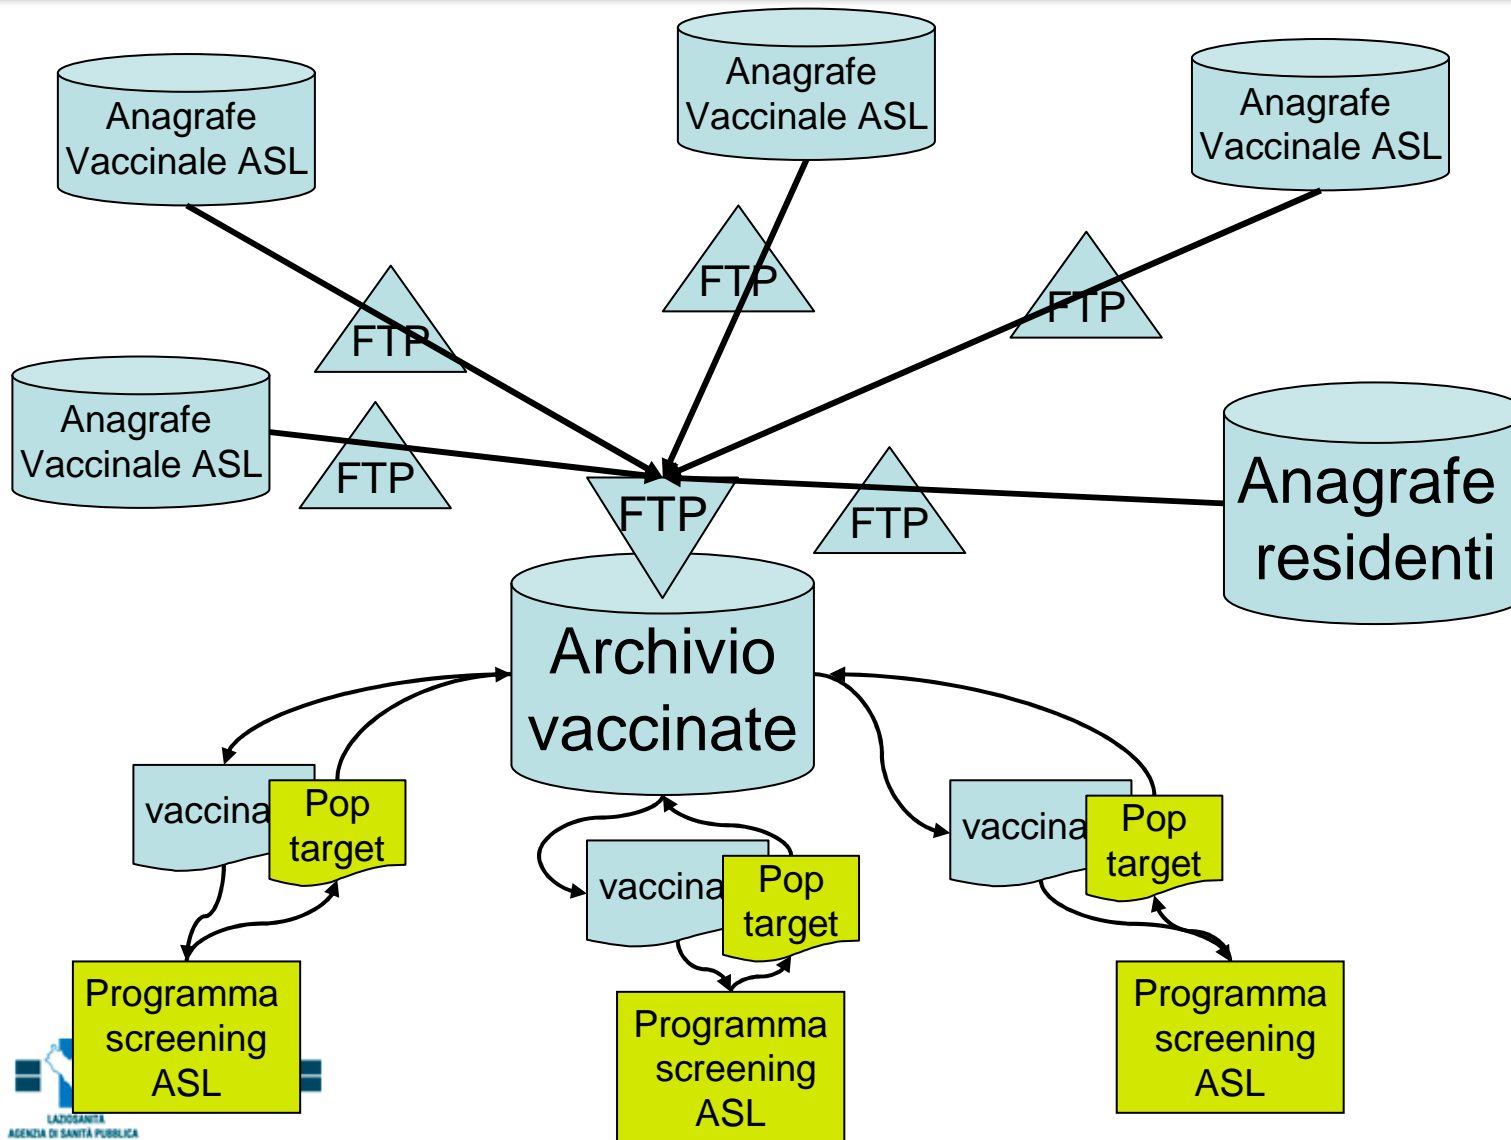 Anagrafe
Vaccinale ASL
Anagrafe
Vaccinale ASL
Anagrafe
Vaccinale ASL
FTP
FTP
FTP
Anagrafe
Vaccinale ASL
FTP
FTP
FTP
Anagrafe
residenti
Archivio
vaccinate
vaccina
Pop
target
vaccina
Pop
target
vaccina
Pop
target
Programma
screening
ASL
Programma
screening
ASL
Programma
screening
ASL
LAZIOSANITÀ
AGENZIA DI SANITÀ PUBBLICA